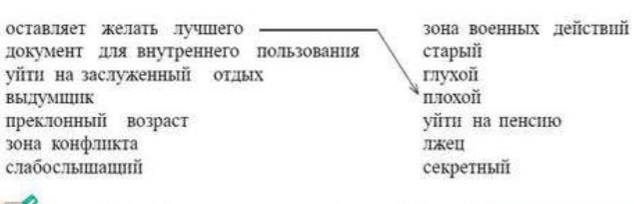 оставляет желать лучшего зона военных действий
документ для внутреннего пользования старый
уйти на заслуженный отдых глухой
выдумщик плохой
преклонный возраст уйти на пенсию
зона конфликта лжец
слабослышащий секретный